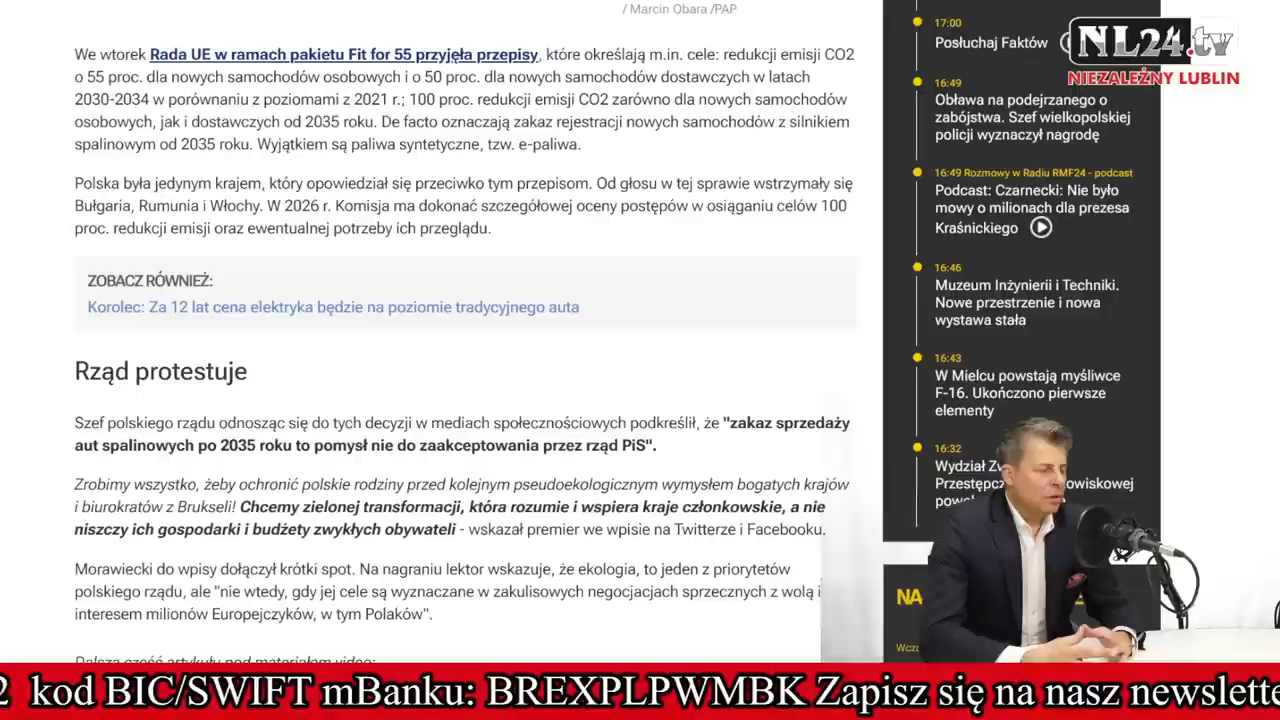 / Marcin Obara /PAP
We wtorek Rada UE w ramach pakietu Fit for 55 przyjęła przepisy, które określają m.in. cele: redukcji emisji CO2
o 55 proc. dla nowych samochodów osobowych i o 50 proc. dla nowych samochodów dostawczych w latach
2030-2034 w porównaniu z poziomami z 2021 r.; 100 proc. redukcji emisji CO2 zarówno dla nowych samochodów
osobowych, jak i dostawczych od 2035 roku. De facto oznaczają zakaz rejestracji nowych samochodów z silnikiem
spalinowym od 2035 roku. Wyjątkiem są paliwa syntetyczne, tzw. e-paliwa.
Polska była jedynym krajem, który opowiedział się przeciwko tym przepisom. Od głosu w tej sprawie wstrzymały się
Bułgaria, Rumunia i Włochy. W 2026 r. Komisja ma dokonać szczegółowej oceny postępów w osiąganiu celów 100
proc. redukcji emisji oraz ewentualnej potrzeby ich przeglądu.
ZOBACZ RÓWNIEŻ:
Korolec: Za 12 lat cena elektryka będzie na poziomie tradycyjnego auta
Rząd protestuje
Szef polskiego rządu odnosząc się do tych decyzji w mediach społecznościowych podkreślił, że "zakaz sprzedaży
aut spalinowych po 2035 roku to pomysł nie do zaakceptowania przez rząd PiS".
Zrobimy wszystko, żeby ochronić polskie rodziny przed kolejnym pseudoekologicznym wymysłem bogatych krajów
i biurokratów z Brukseli! Chcemy zielonej transformacji, która rozumie i wspiera kraje członkowskie, a nie
niszczy ich gospodarki i budżety zwykłych obywateli - wskazał premier we wpisie na Twitterze i Facebooku.
Morawiecki do wpisy dołączył krótki spot. Na nagraniu lektor wskazuje, że ekologia, to jeden z priorytetów
polskiego rządu, ale "nie wtedy, gdy jej cele są wyznaczane w zakulisowych negocjacjach sprzecznych z wolą i
interesem milionów Europejczyków, w tym Polaków".
Dalsza część artykułu pod materiałem video:
17:00
Posłuchaj Faktów
NL24.tv
NIEZALEŻNY LUBLIN
16:49
Obława na podejrzanego o
zabójstwa. Szef wielkopolskiej
policji wyznaczył nagrodę
16:49 Rozmowy w Radiu RMF24 - podcast
Podcast: Czarnecki: Nie było
mowy o milionach dla prezesa
Kraśnickiego
16:46
Muzeum Inżynierii i Techniki.
Nowe przestrzenie i nowa
wystawa stała
16:43
W Mielcu powstają myśliwce
F-16. Ukończono pierwsze
elementy
16:32
Wydział
Przestępcz
NA
2 kod BIC/SWIFT mBanku: BREXPLPWMBK Zapisz się na nasz newslette